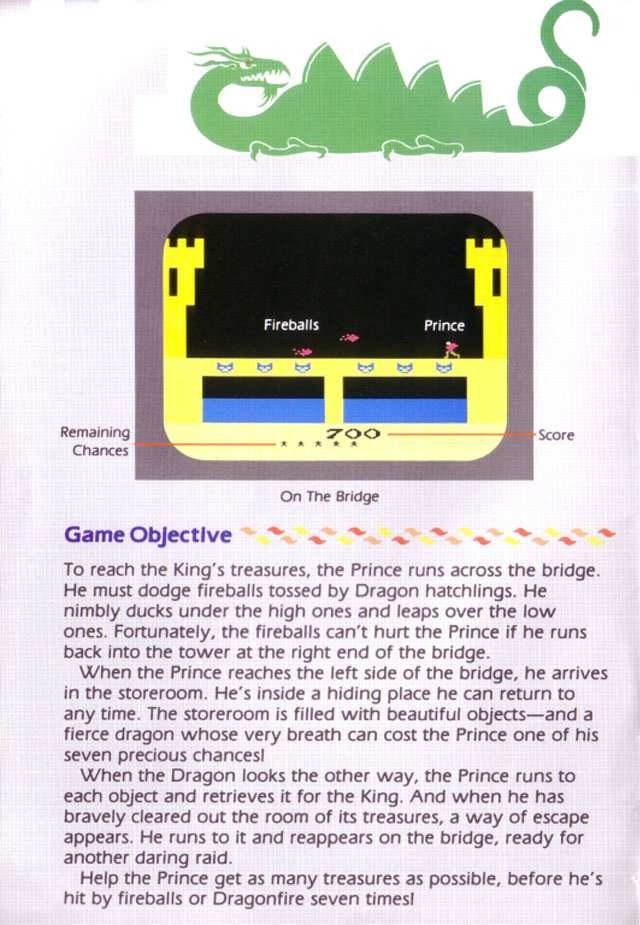 Fireballs Prince
Remaining
Chances
700
Score
On The Bridge
Game Objective
To reach the King's treasures, the Prince runs across the bridge.
He must dodge fireballs tossed by Dragon hatchlings. He
nimbly ducks under the high ones and leaps over the low
ones. Fortunately, the fireballs can't hurt the Prince if he runs
back into the tower at the right end of the bridge.
When the Prince reaches the left side of the bridge, he arrives
in the storeroom. He's inside a hiding place he can return to
any time. The storeroom is filled with beautiful objects—and a
fierce dragon whose very breath can cost the Prince one of his
seven precious chances!
When the Dragon looks the other way, the Prince runs to
each object and retrieves it for the King. And when he has
bravely cleared out the room of its treasures, a way of escape
appears. He runs to it and reappears on the bridge, ready for
another daring raid.
Help the Prince get as many treasures as possible, before he's
hit by fireballs or Dragonfire seven times!